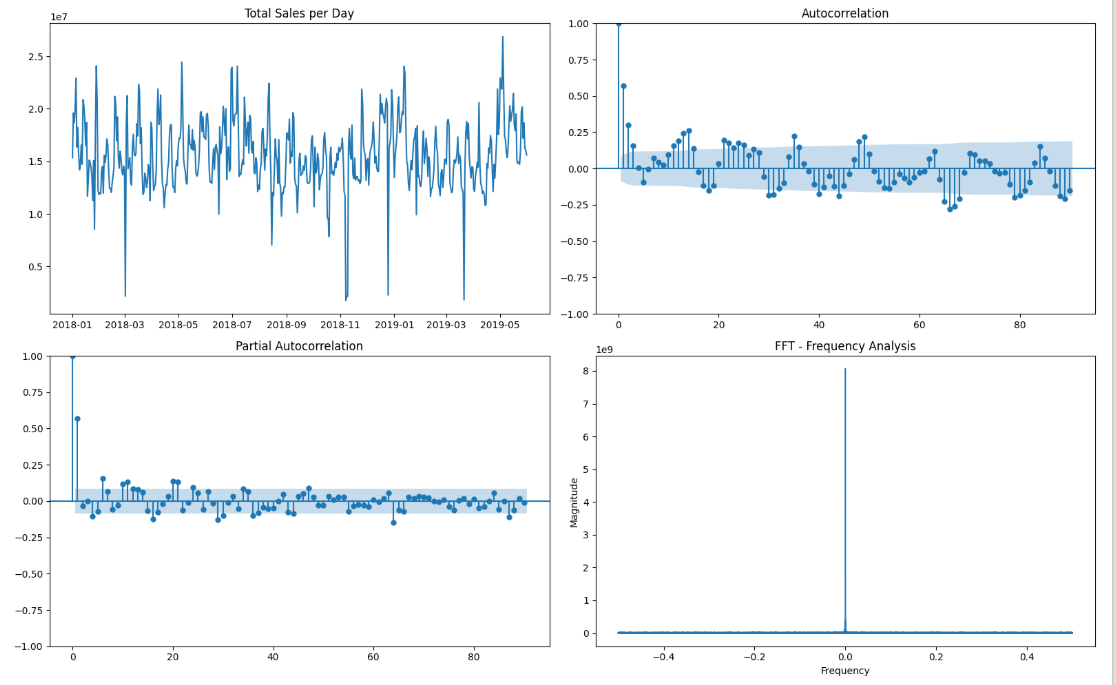 Total Sales per Day
1e7
2.5
2.0
1.5
1.0
0.5
2018-01 2018-03 2018-05 2018-07 2018-09 2018-11 2019-01 2019-03 2019-05
Autocorrelation
1.00
0.75
0.50
0.25
0.00
−0.25
−0.50
−0.75
−1.00
0 20 40 60 80
Partial Autocorrelation
1.00
0.75
0.50
0.25
0.00
−0.25
−0.50
−0.75
−1.00
0 20 40 60 80
FFT - Frequency Analysis
1e9
8
7
6
5
4
3
2
1
0
Magnitude
−0.4 −0.2 0.0 0.2 0.4
Frequency